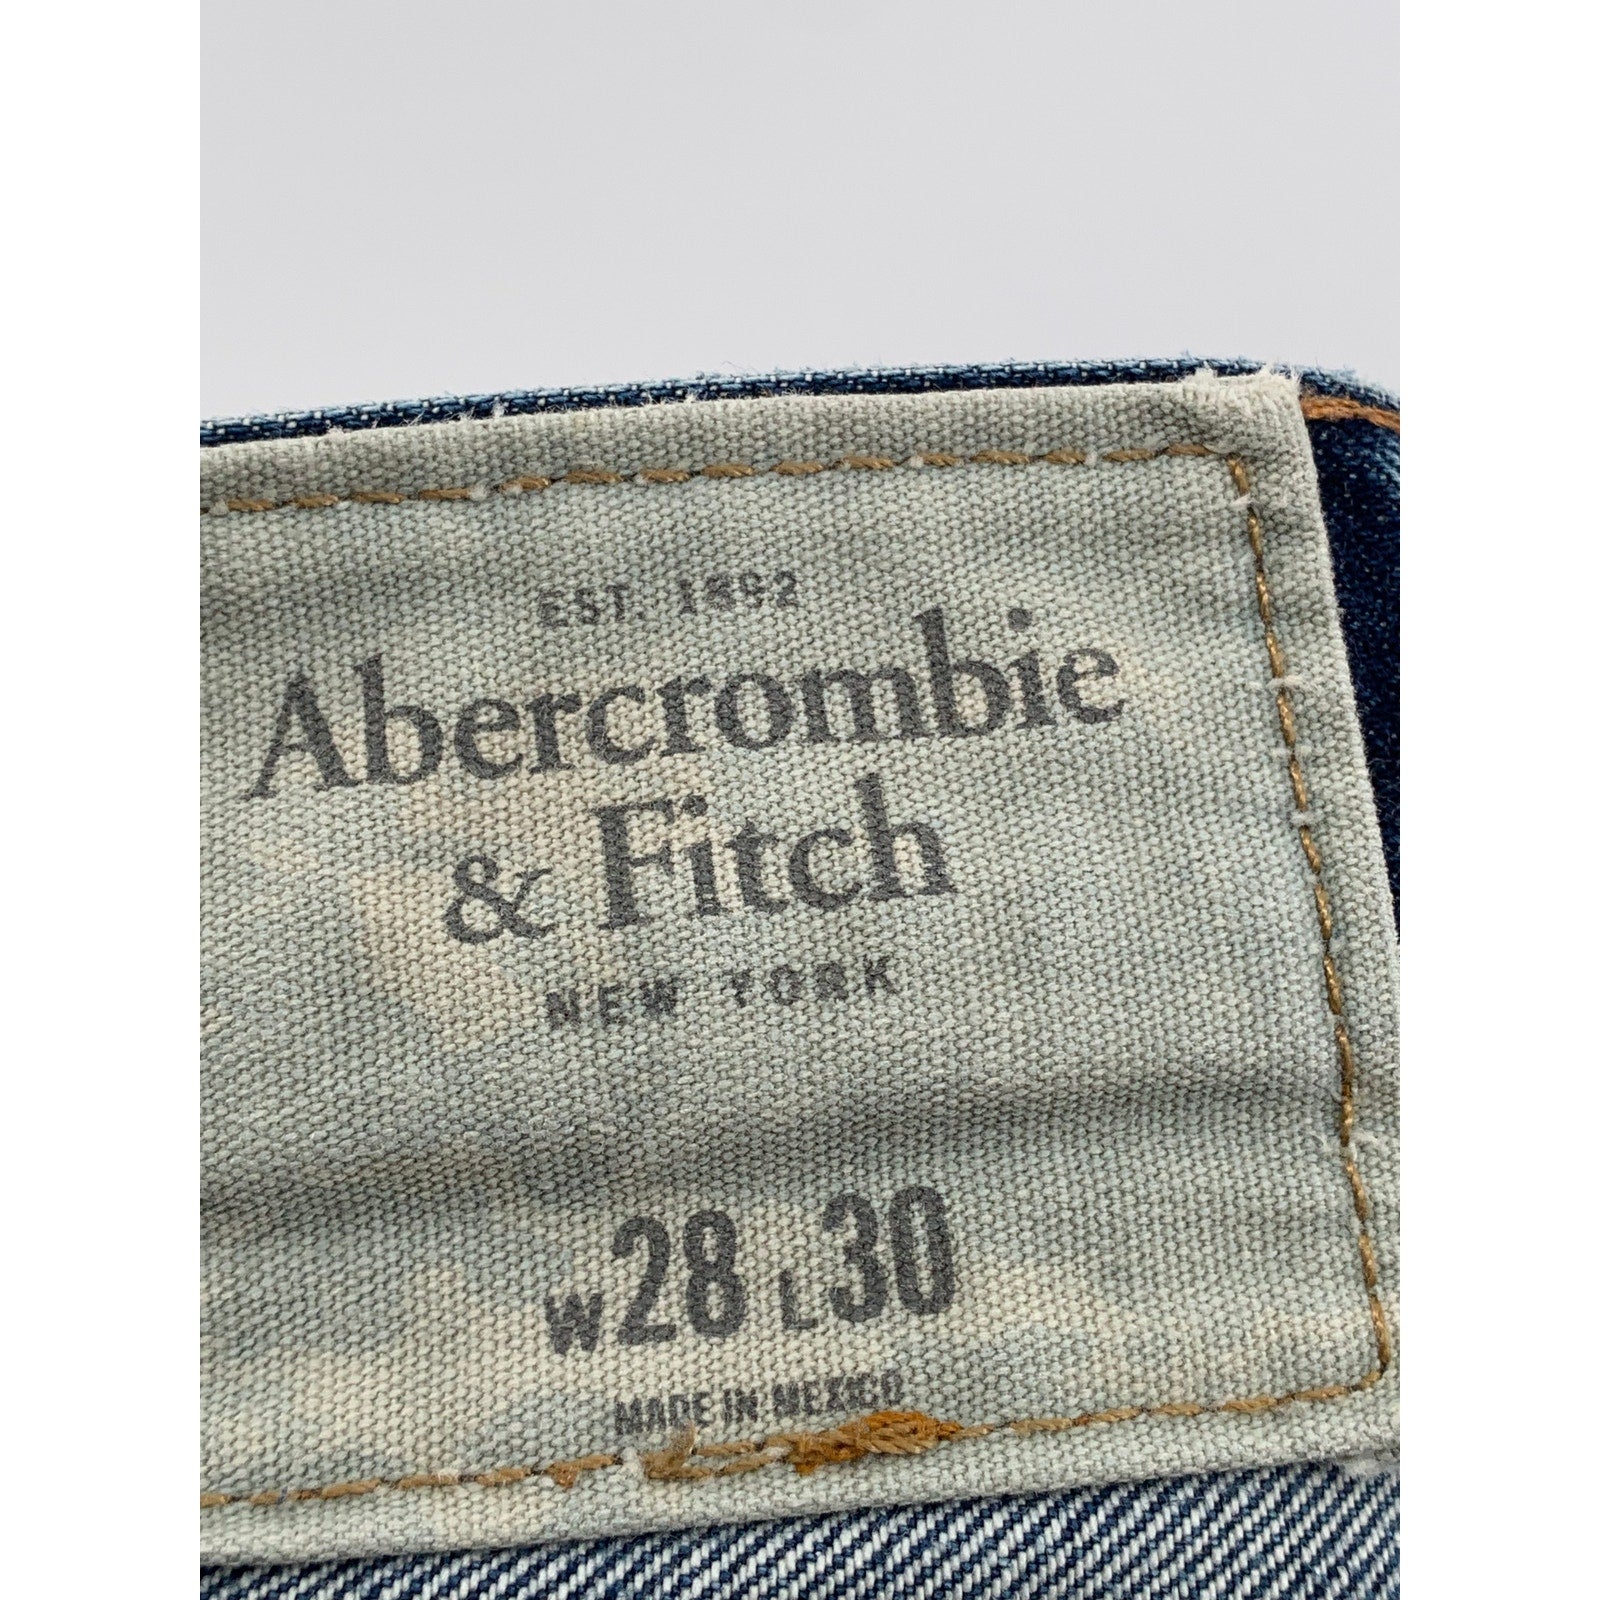 EST. 1892
Abercrombie
& Fitch
NEW YORK
W28 L30
MADE IN MEXICO